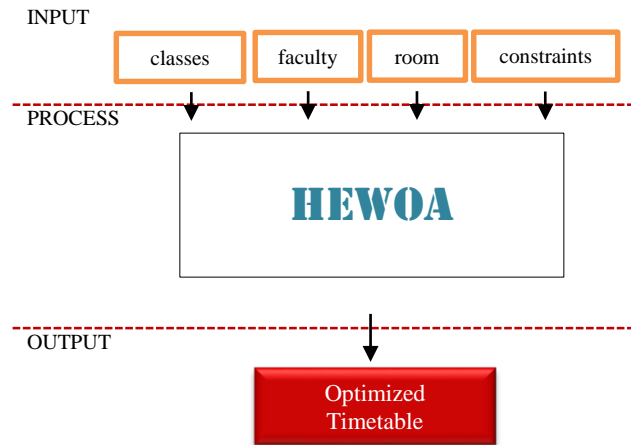 INPUT
classes faculty room constraints
PROCESS
HEWOA
OUTPUT
Optimized
Timetable